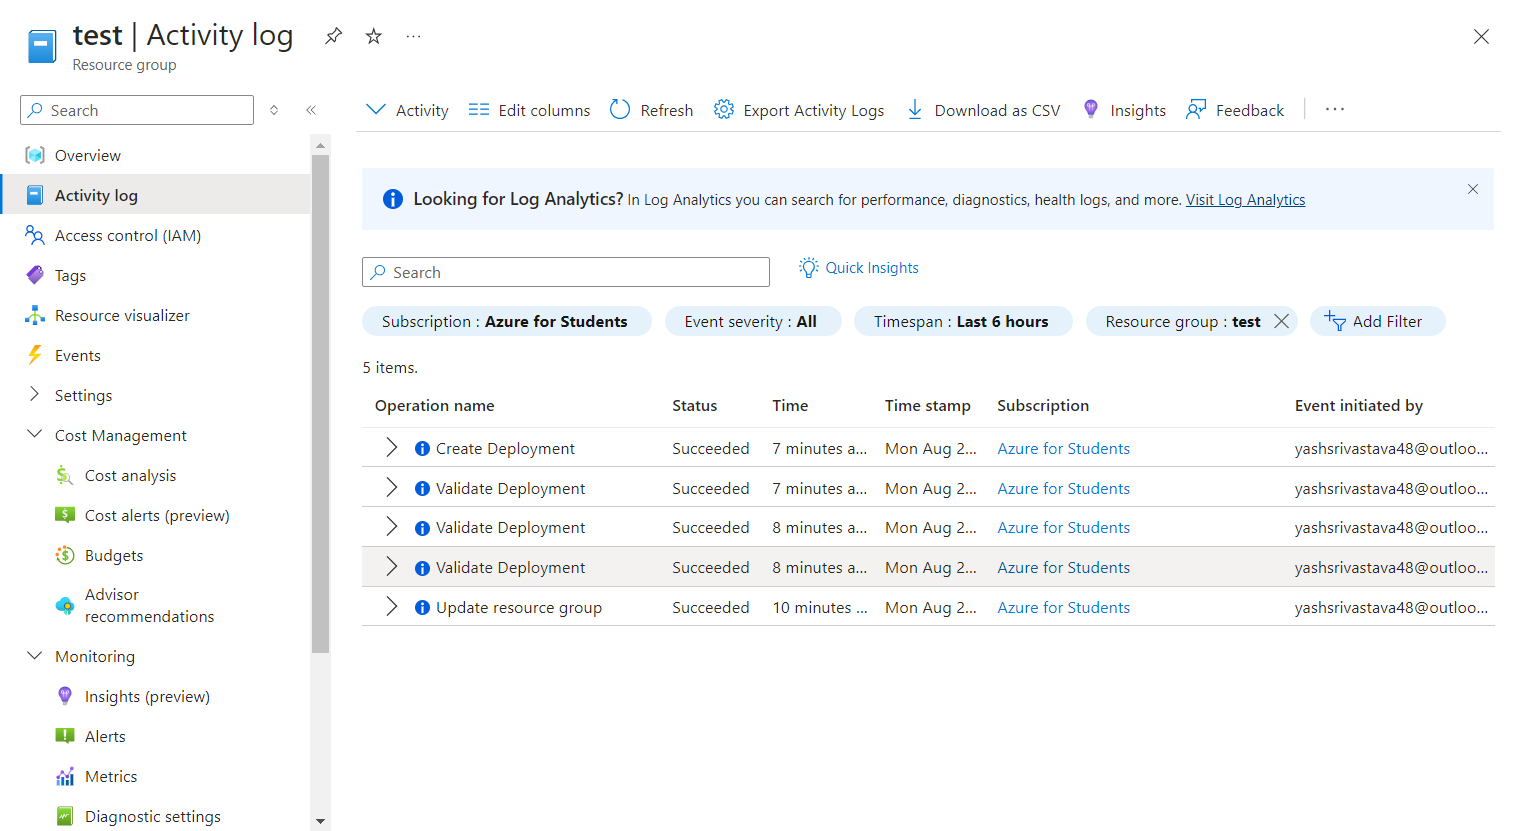 test | Activity log
Resource group
Search
Overview
Activity log
Access control (IAM)
Tags
Resource visualizer
Events
Settings
Cost Management
Cost analysis
Cost alerts (preview)
Budgets
Advisor
recommendations
Monitoring
Insights (preview)
Alerts
Metrics
Diagnostic settings
Activity Edit columns Refresh Export Activity Logs Download as CSV Insights Feedback
Looking for Log Analytics? In Log Analytics you can search for performance, diagnostics, health logs, and more. Visit Log Analytics
Search Quick Insights
Subscription : Azure for Students Event severity : All Timespan : Last 6 hours Resource group : test Add Filter
5 items.
Operation name Status Time Time stamp Subscription Event initiated by
Create Deployment Succeeded 7 minutes a... Mon Aug 2... Azure for Students yashsrivastava48@outloo...
Validate Deployment Succeeded 7 minutes a... Mon Aug 2... Azure for Students yashsrivastava48@outloo...
Validate Deployment Succeeded 8 minutes a... Mon Aug 2... Azure for Students yashsrivastava48@outloo...
Validate Deployment Succeeded 8 minutes a... Mon Aug 2... Azure for Students yashsrivastava48@outloo...
Update resource group Succeeded 10 minutes ... Mon Aug 2... Azure for Students yashsrivastava48@outloo...